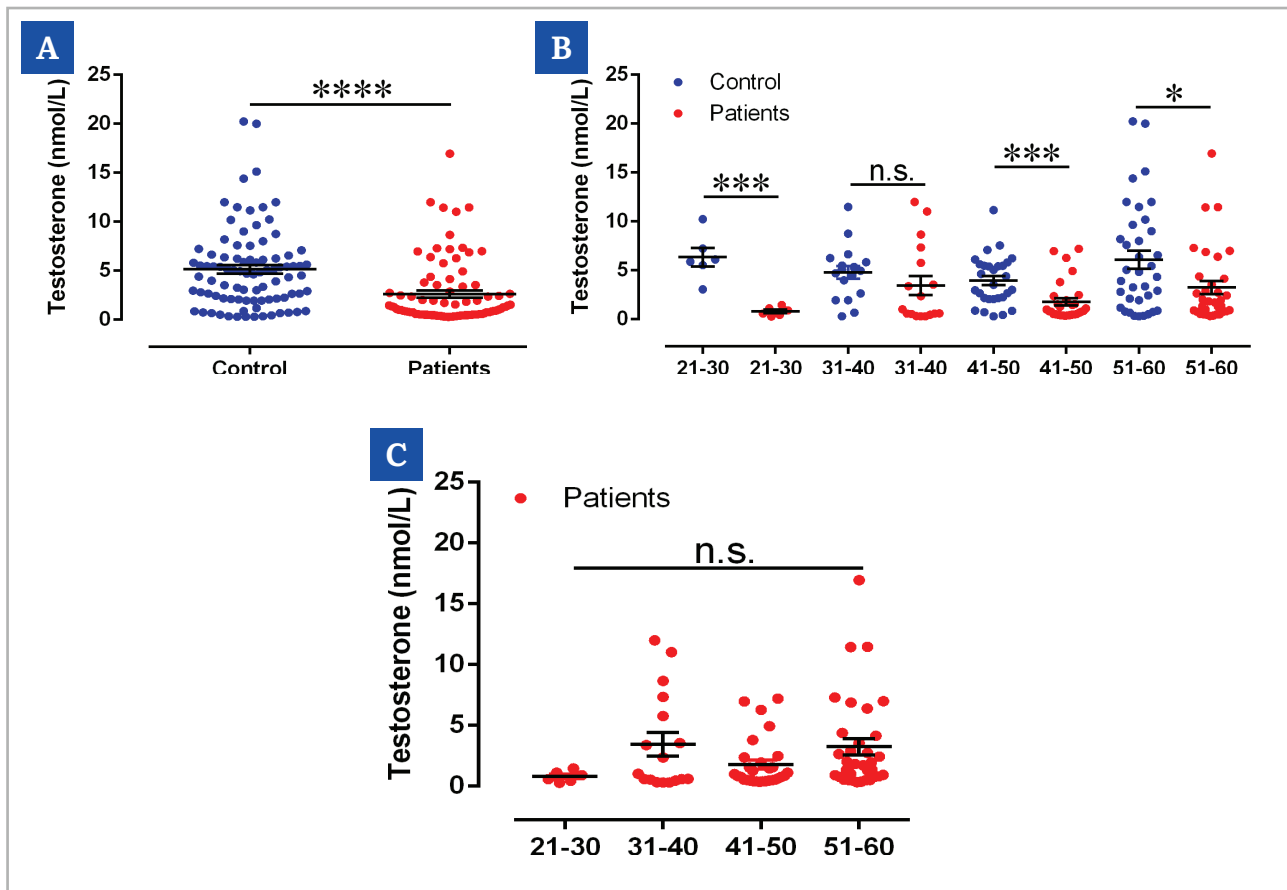 A
Testosterone (nmol/L)
25
20
15
10
5
0
****
Control
Patients
B
Testosterone (nmol/L)
25
20
15
10
5
0
Control
Patients
***
n.s.
***
*
21-30
21-30
31-40
31-40
41-50
41-50
51-60
51-60
C
Testosterone (nmol/L)
25
20
15
10
5
0
Patients
n.s.
21-30
31-40
41-50
51-60